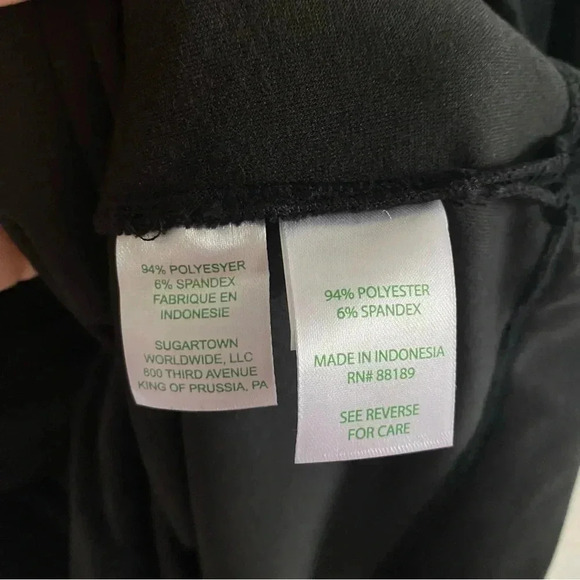 94% POLYESYER
6% SPANDEX
FABRIQUE EN
INDONESIE
SUGARTOWN
WORLDWIDE, LLC
800 THIRD AVENUE
KING OF PRUSSIA, PA
94% POLYESTER
6% SPANDEX
MADE IN INDONESIA
RN# 88189
SEE REVERSE
FOR CARE